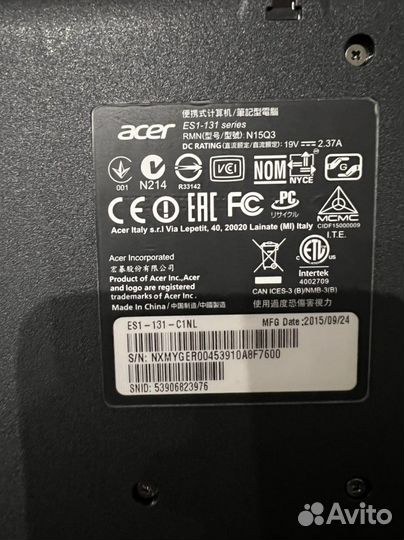 acer
便携式计算机/筆記型電腦
ES1-131 series
RMN(型号/型號): N15Q3
DC RATING(直流額定/直流额定): 19V ⎓ 2.37A
001 N214 R33142 VCI NOM NYCE G
CE EAC FC PC リサイクル MCMC
CIDF15000009
Acer Italy s.r.l Via Lepetit, 40, 20020 Lainate (MI) Italy
I.T.E.
Acer Incorporated
宏碁股份有限公司
Product of Acer Inc., Acer
and logo are registered
trademarks of Acer Inc.
Made In China / 中国制造/中國製造
ETL
Intertek
4002709
CAN ICES-3 (B)/NMB-3(B)
使用過度恐傷害視力
ES1-131-C1NL
MFG Date:2015/09/24
S/N: NXMYGER00453910A8F7600
SNID: 53906823976
Avito